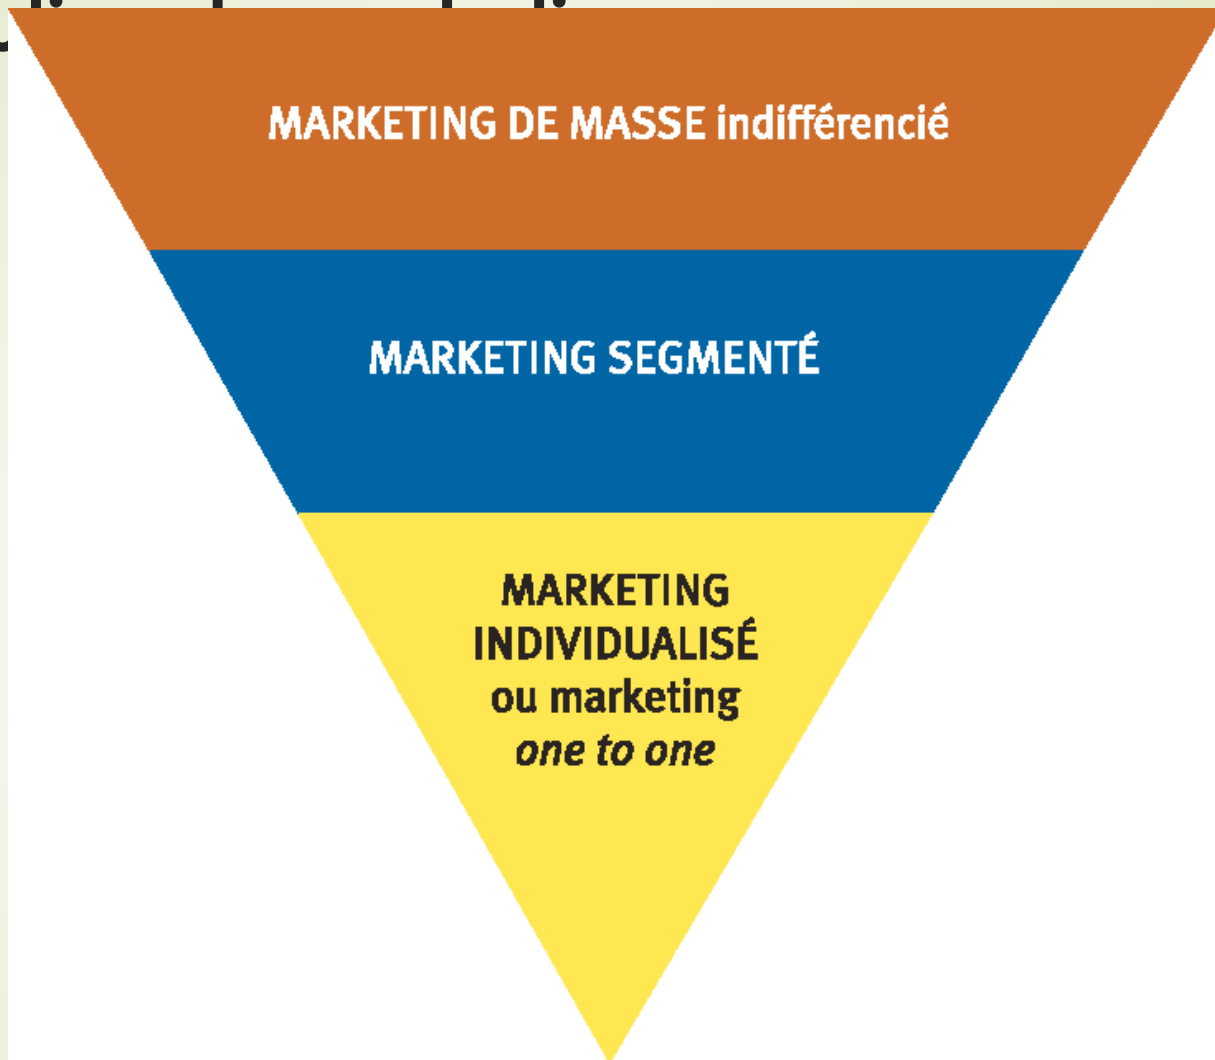 MARKETING DE MASSE indifférencié
MARKETING SEGMENTÉ
MARKETING
INDIVIDUALISÉ
ou marketing
one to one